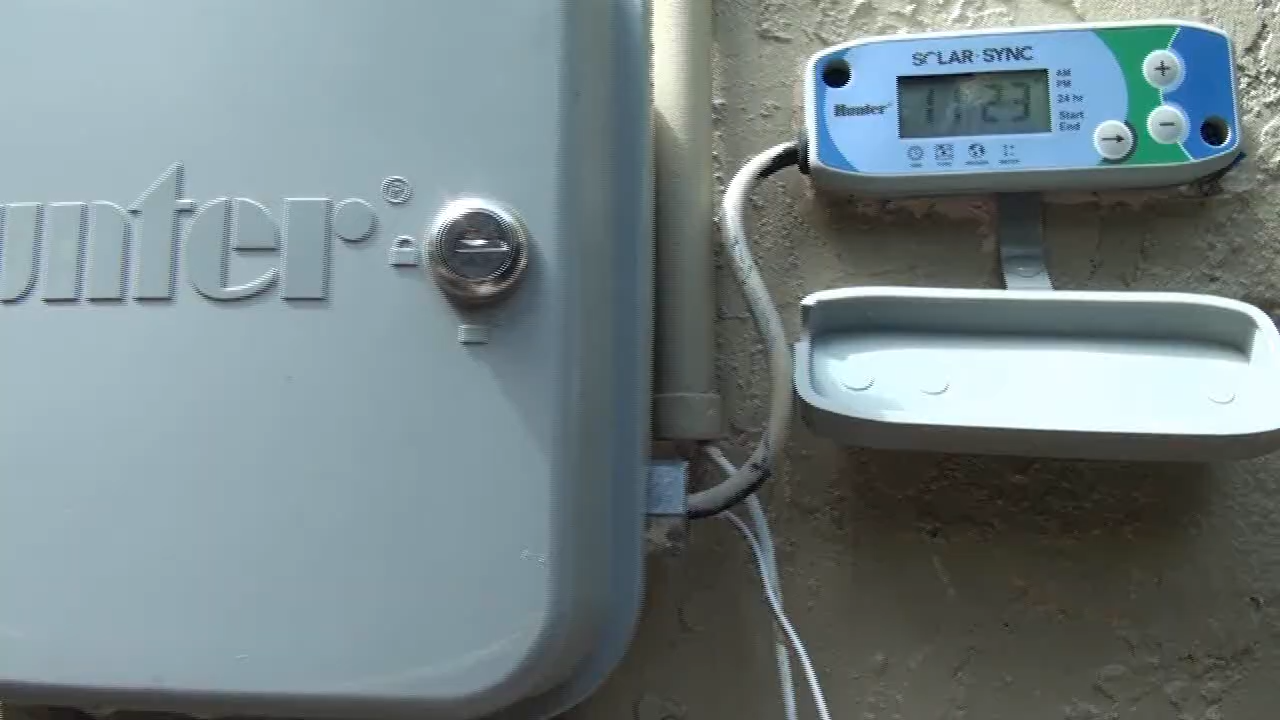 unter®
SOLAR·SYNC
Hunter®
11:23
AM
PM
24 hr
Start
End
+
−
→